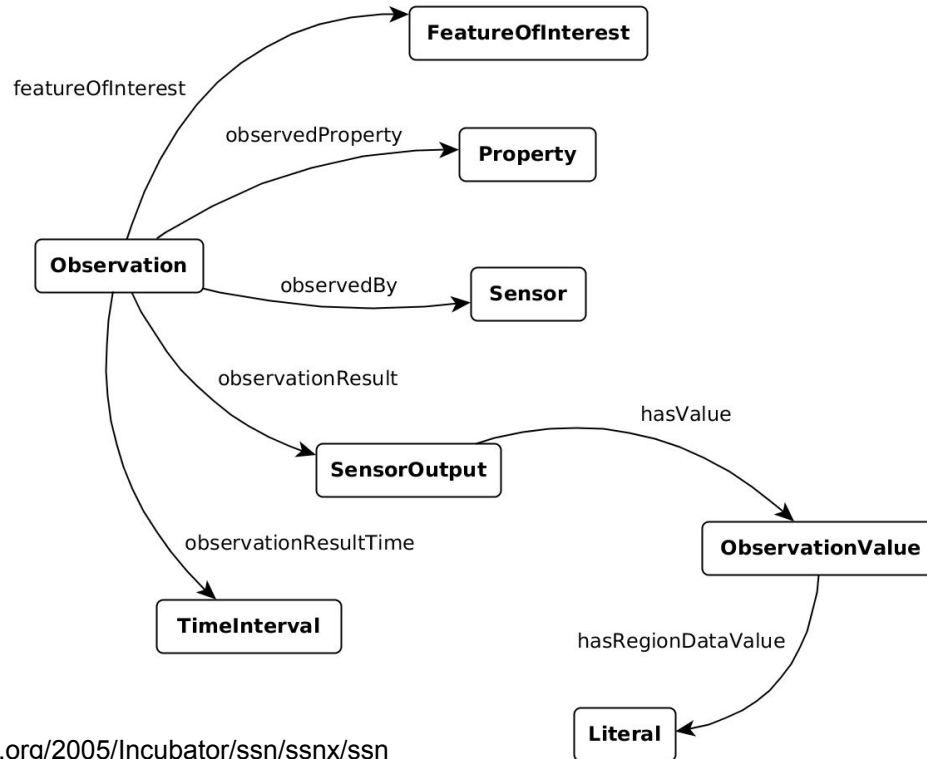 FeatureOfInterest
featureOfInterest
observedProperty
Property
Observation
observedBy
Sensor
observationResult
hasValue
SensorOutput
observationResultTime
ObservationValue
TimeInterval
hasRegionDataValue
Literal
.org/2005/Incubator/ssn/ssnx/ssn